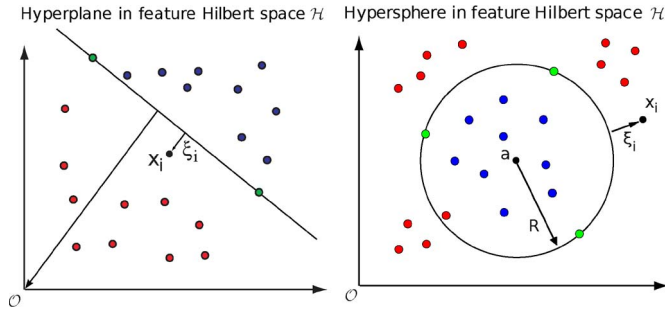 Hyperplane in feature Hilbert space ℋ
ξᵢ
xᵢ
𝒪
Hypersphere in feature Hilbert space ℋ
xᵢ
ξᵢ
a
R
𝒪